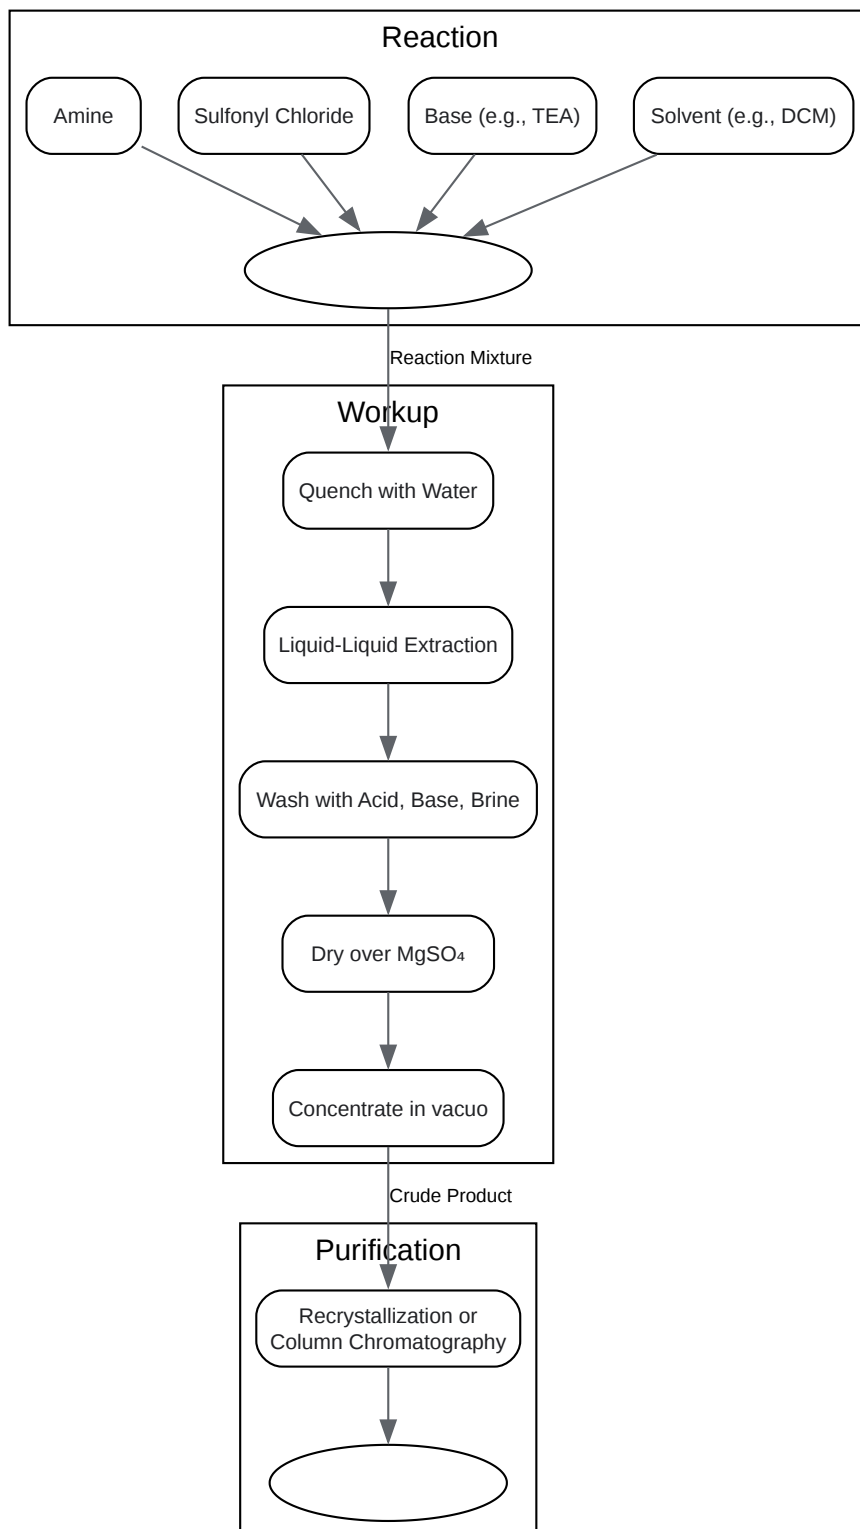 Reaction
Amine
Sulfonyl Chloride
Base (e.g., TEA)
Solvent (e.g., DCM)
Reaction Mixture
Workup
Quench with Water
Liquid-Liquid Extraction
Wash with Acid, Base, Brine
Dry over MgSO₄
Concentrate in vacuo
Crude Product
Purification
Recrystallization or
Column Chromatography